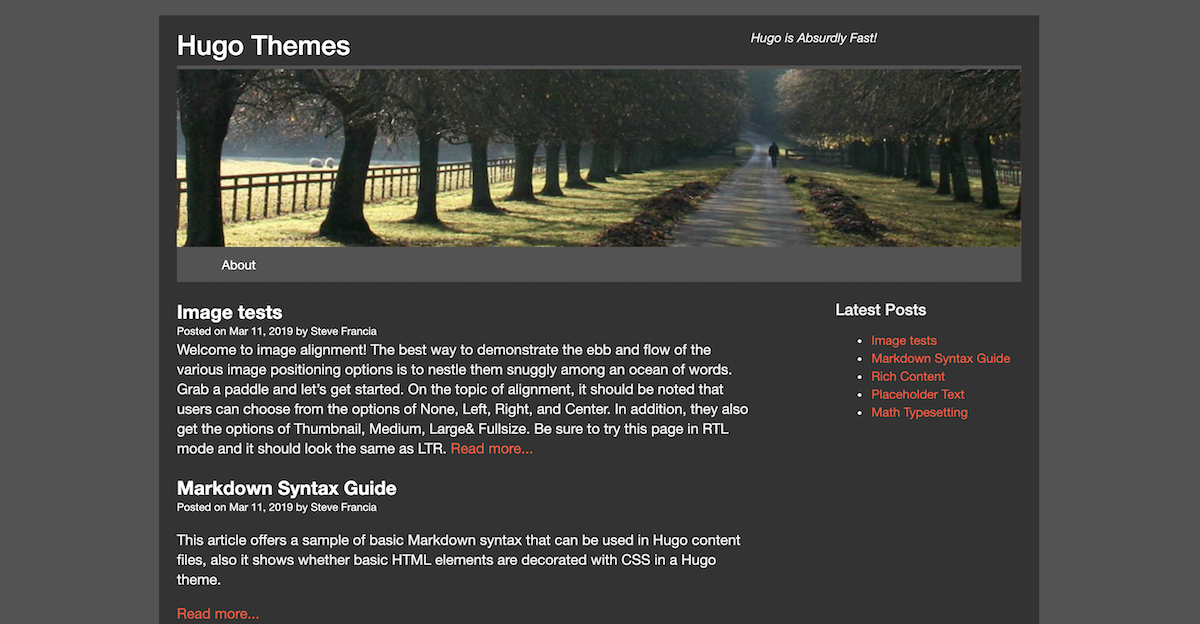 Hugo Themes
Hugo is Absurdly Fast!
About
Image tests
Posted on Mar 11, 2019 by Steve Francia
Welcome to image alignment! The best way to demonstrate the ebb and flow of the
various image positioning options is to nestle them snuggly among an ocean of words.
Grab a paddle and let's get started. On the topic of alignment, it should be noted that
users can choose from the options of None, Left, Right, and Center. In addition, they also
get the options of Thumbnail, Medium, Large& Fullsize. Be sure to try this page in RTL
mode and it should look the same as LTR. Read more...
Markdown Syntax Guide
Posted on Mar 11, 2019 by Steve Francia
This article offers a sample of basic Markdown syntax that can be used in Hugo content
files, also it shows whether basic HTML elements are decorated with CSS in a Hugo
theme.
Read more...
Latest Posts
Image tests
Markdown Syntax Guide
Rich Content
Placeholder Text
Math Typesetting